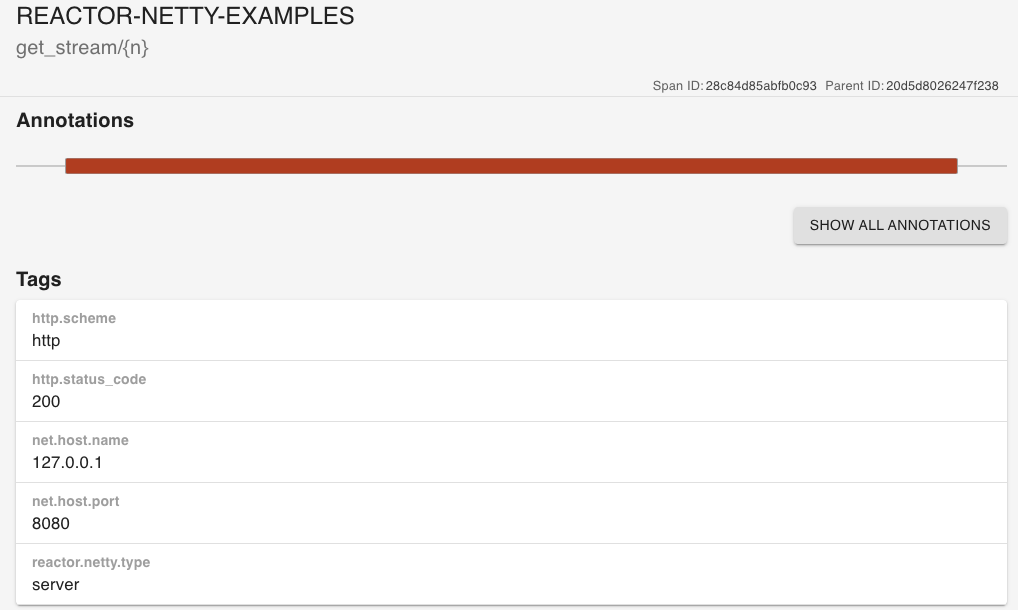 REACTOR-NETTY-EXAMPLES
get_stream/{n}
Span ID: 28c84d85abfb0c93 Parent ID: 20d5d8026247f238
Annotations
SHOW ALL ANNOTATIONS
Tags
http.scheme
http
http.status_code
200
net.host.name
127.0.0.1
net.host.port
8080
reactor.netty.type
server